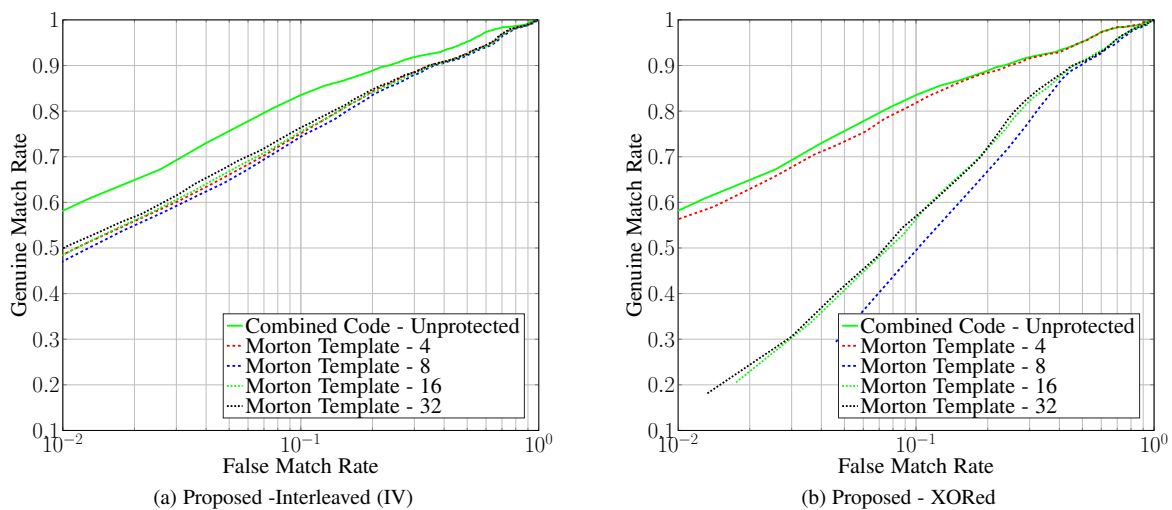 1
0.9
0.8
0.7
0.6
0.5
0.4
0.3
0.2
0.1
Genuine Match Rate
10⁻² 10⁻¹ 10⁰
False Match Rate
Combined Code - Unprotected
Morton Template - 4
Morton Template - 8
Morton Template - 16
Morton Template - 32
(a) Proposed -Interleaved (IV)
1
0.9
0.8
0.7
0.6
0.5
0.4
0.3
0.2
0.1
Genuine Match Rate
10⁻² 10⁻¹ 10⁰
False Match Rate
Combined Code - Unprotected
Morton Template - 4
Morton Template - 8
Morton Template - 16
Morton Template - 32
(b) Proposed - XORed